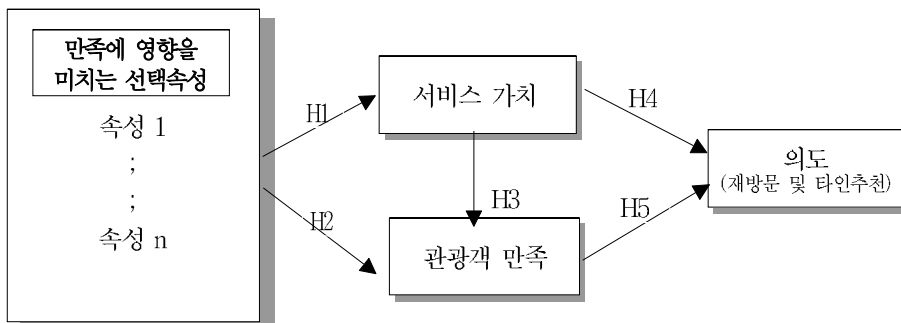 만족에 영향을
미치는 선택속성
속성 1
;
;
속성 n
H1
H2
서비스 가치
H3
관광객 만족
H4
H5
의도
(재방문 및 타인추천)